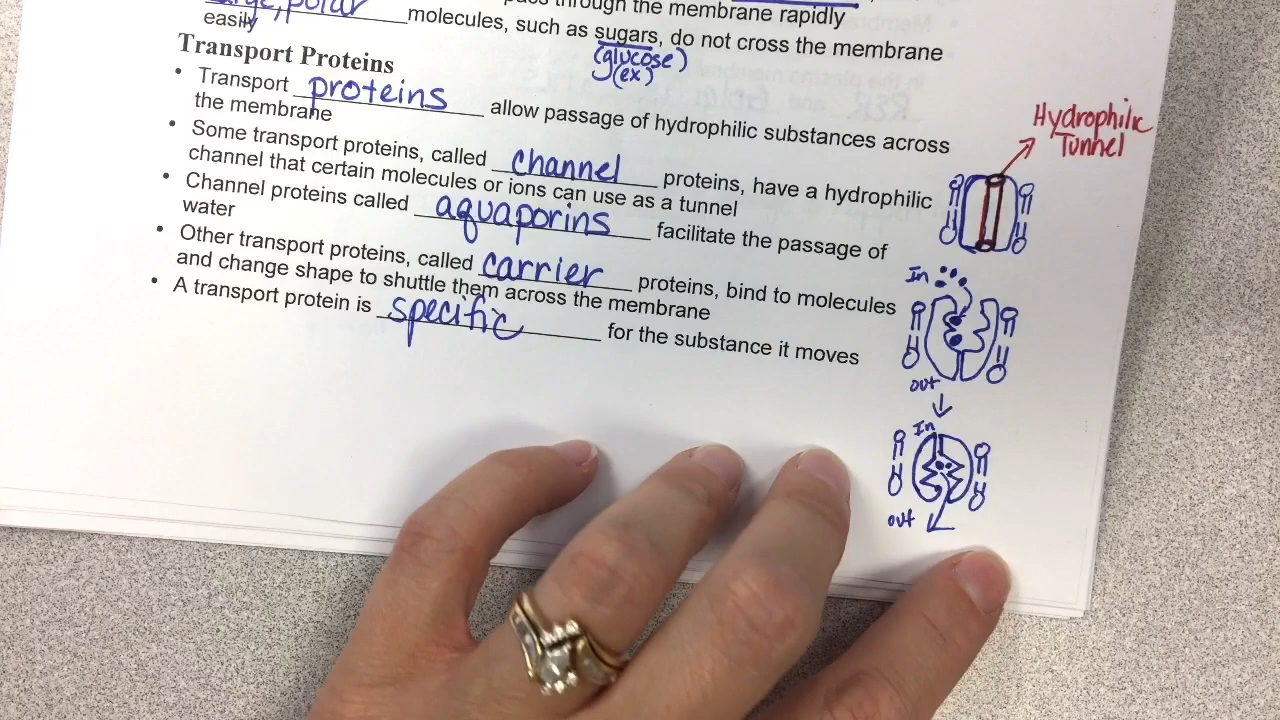 through the membrane rapidly
large, polar molecules, such as sugars, do not cross the membrane
easily
(glucose)
(ex)
Transport Proteins
• Transport proteins allow passage of hydrophilic substances across
the membrane
• Some transport proteins, called channel proteins, have a hydrophilic
channel that certain molecules or ions can use as a tunnel
• Channel proteins called aquaporins facilitate the passage of
water
• Other transport proteins, called carrier proteins, bind to molecules
and change shape to shuttle them across the membrane
• A transport protein is specific for the substance it moves
Hydrophilic
Tunnel
In
out
In
out